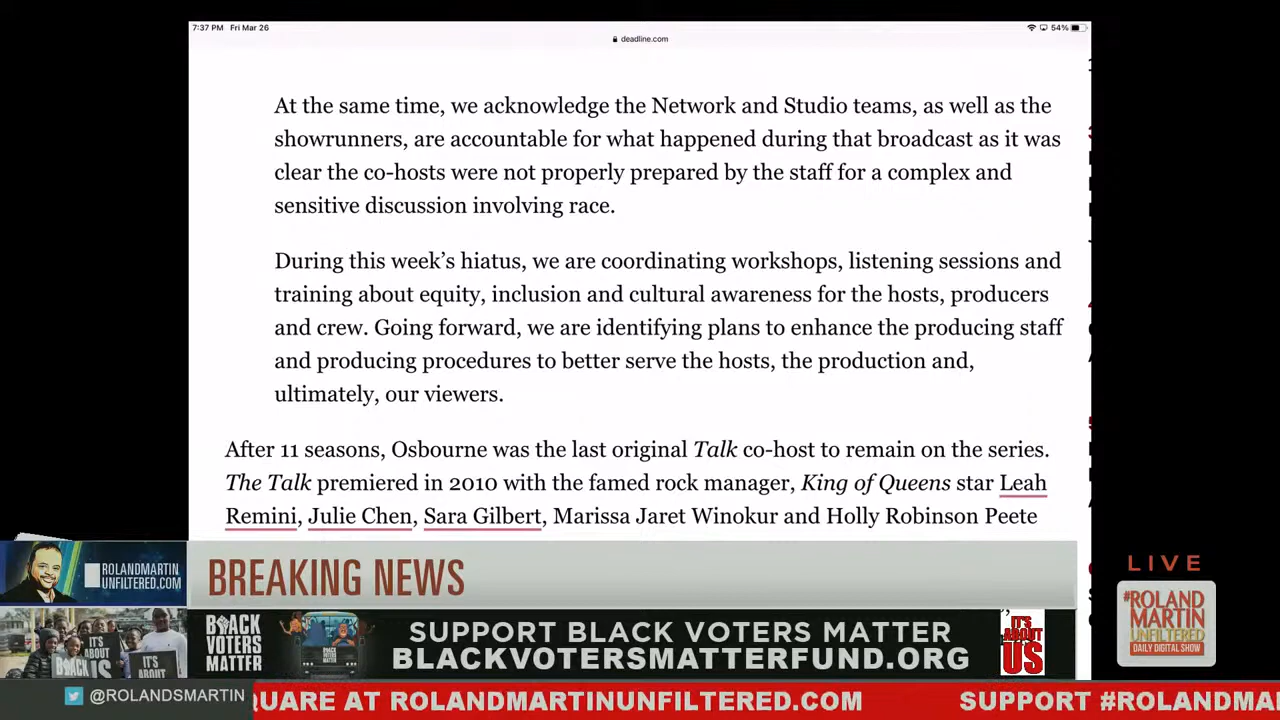 7:37 PM Fri Mar 26
54%
deadline.com
At the same time, we acknowledge the Network and Studio teams, as well as the
showrunners, are accountable for what happened during that broadcast as it was
clear the co-hosts were not properly prepared by the staff for a complex and
sensitive discussion involving race.
During this week’s hiatus, we are coordinating workshops, listening sessions and
training about equity, inclusion and cultural awareness for the hosts, producers
and crew. Going forward, we are identifying plans to enhance the producing staff
and producing procedures to better serve the hosts, the production and,
ultimately, our viewers.
After 11 seasons, Osbourne was the last original Talk co-host to remain on the series.
The Talk premiered in 2010 with the famed rock manager, King of Queens star Leah
Remini, Julie Chen, Sara Gilbert, Marissa Jaret Winokur and Holly Robinson Peete
ROLANDMARTIN
UNFILTERED.COM
BREAKING NEWS
LIVE
#ROLAND
MARTIN
UNFILTERED
DAILY DIGITAL SHOW
IT'S
ABOUT
US
BLACK
VOTERS
MATTER
SUPPORT BLACK VOTERS MATTER
BLACKVOTERSMATTERFUND.ORG
IT'S
ABOUT
US
@ROLANDSMARTIN
QUARE AT ROLANDMARTINUNFILTERED.COM
SUPPORT #ROLANDMA